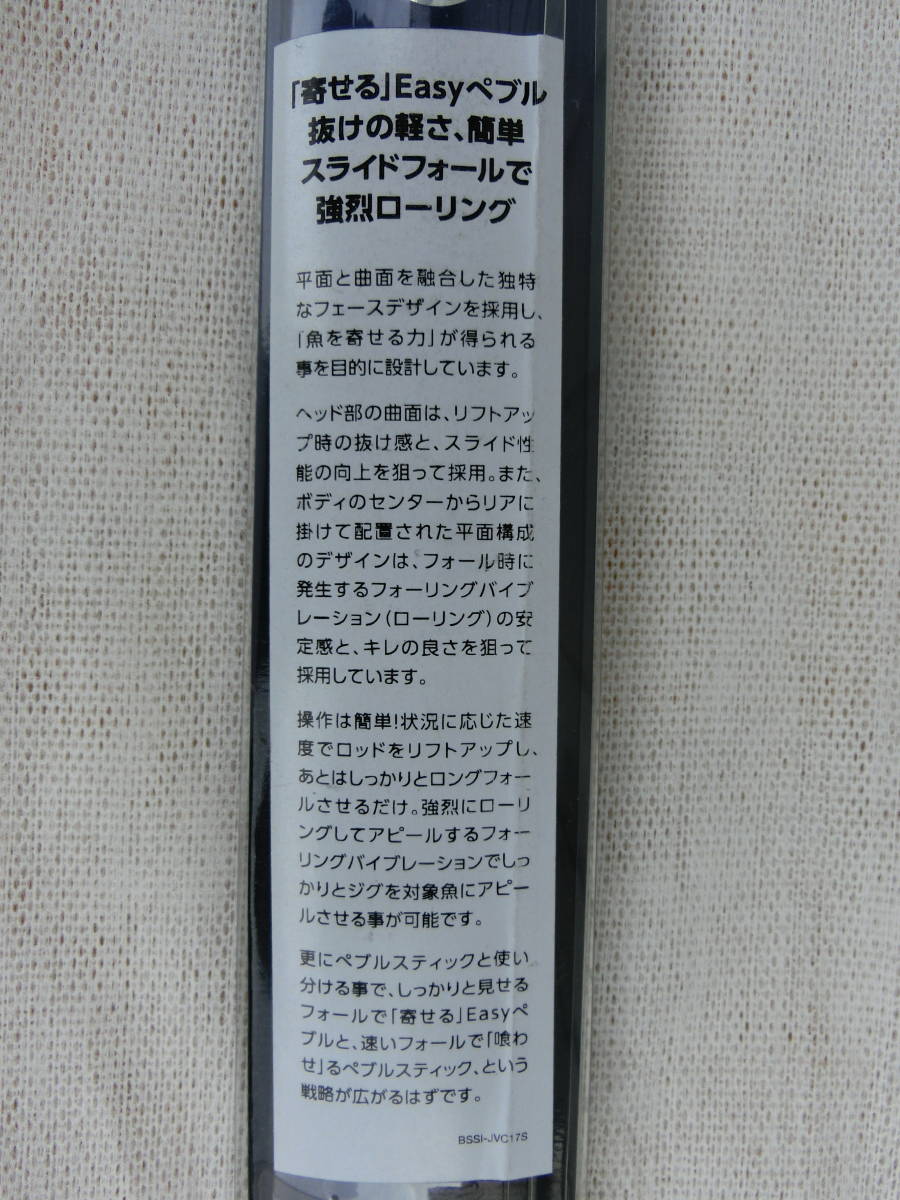 「寄せる」Easyペブル
抜けの軽さ、簡単
スライドフォールで
強烈ローリング
平面と曲面を融合した独特
なフェースデザインを採用し、
「魚を寄せる力」が得られる
事を目的に設計しています。
ヘッド部の曲面は、リフトアッ
プ時の抜け感と、スライド性
能の向上を狙って採用。また、
ボディのセンターからリアに
掛けて配置された平面構成
のデザインは、フォール時に
発生するフォーリングバイブ
レーション(ローリング)の安
定感と、キレの良さを狙って
採用しています。
操作は簡単!状況に応じた速
度でロッドをリフトアップし、
あとはしっかりとロングフォー
ルさせるだけ。強烈にローリ
ングしてアピールするフォー
リングバイブレーションでしっ
かりとジグを対象魚にアピー
ルさせる事が可能です。
更にペブルスティックと使い
分ける事で、しっかりと見せる
フォールで「寄せる」Easyペ
ブルと、速いフォールで「喰わ
せ」るペブルスティック、という
戦略が広がるはずです。
BSSI-JVC17S